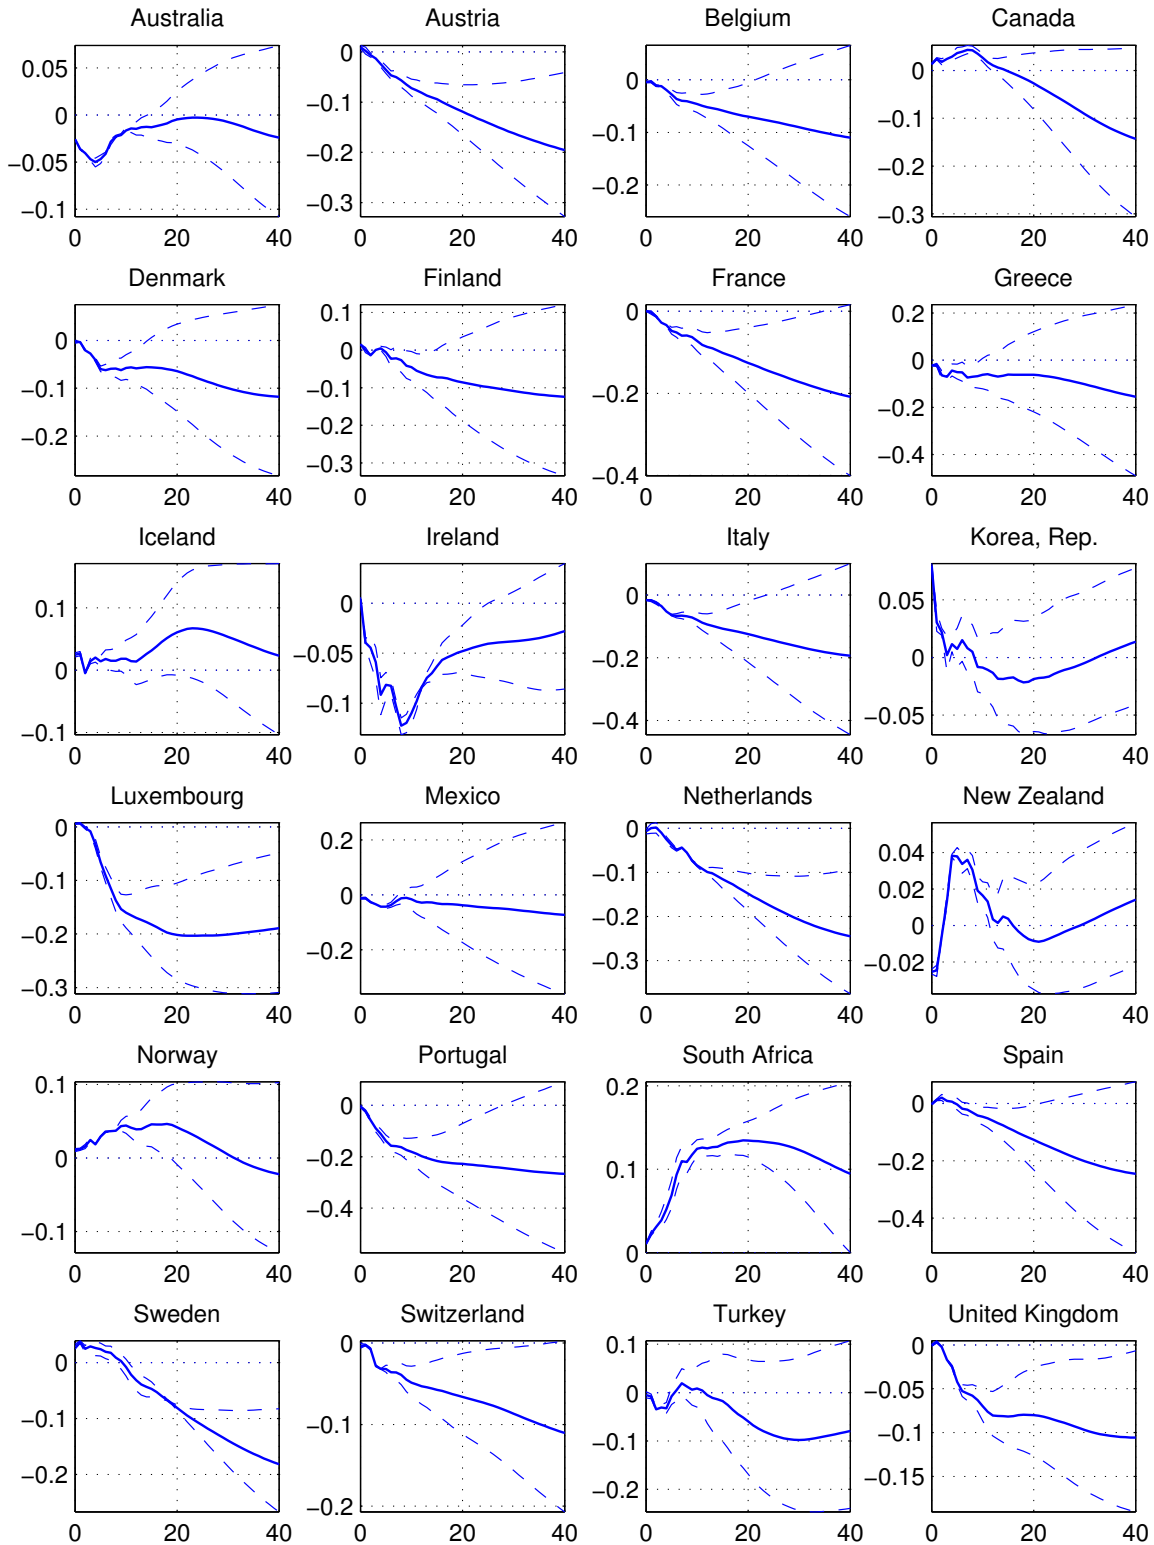 Australia Austria Belgium Canada
0.05 0 −0.05 −0.1 0 20 40
0 −0.1 −0.2 −0.3 0 20 40
0 −0.1 −0.2 0 20 40
0 −0.1 −0.2 −0.3 0 20 40
Denmark Finland France Greece
0 −0.1 −0.2 0 20 40
0.1 0 −0.1 −0.2 −0.3 0 20 40
0 −0.2 −0.4 0 20 40
0.2 0 −0.2 −0.4 0 20 40
Iceland Ireland Italy Korea, Rep.
0.1 0 −0.1 0 20 40
0 −0.05 −0.1 0 20 40
0 −0.2 −0.4 0 20 40
0.05 0 −0.05 0 20 40
Luxembourg Mexico Netherlands New Zealand
0 −0.1 −0.2 −0.3 0 20 40
0.2 0 −0.2 0 20 40
0 −0.1 −0.2 −0.3 0 20 40
0.04 0.02 0 −0.02 0 20 40
Norway Portugal South Africa Spain
0.1 0 −0.1 0 20 40
0 −0.2 −0.4 0 20 40
0.2 0.1 0 0 20 40
0 −0.2 −0.4 0 20 40
Sweden Switzerland Turkey United Kingdom
0 −0.1 −0.2 0 20 40
0 −0.1 −0.2 0 20 40
0.1 0 −0.1 −0.2 0 20 40
0 −0.05 −0.1 −0.15 0 20 40